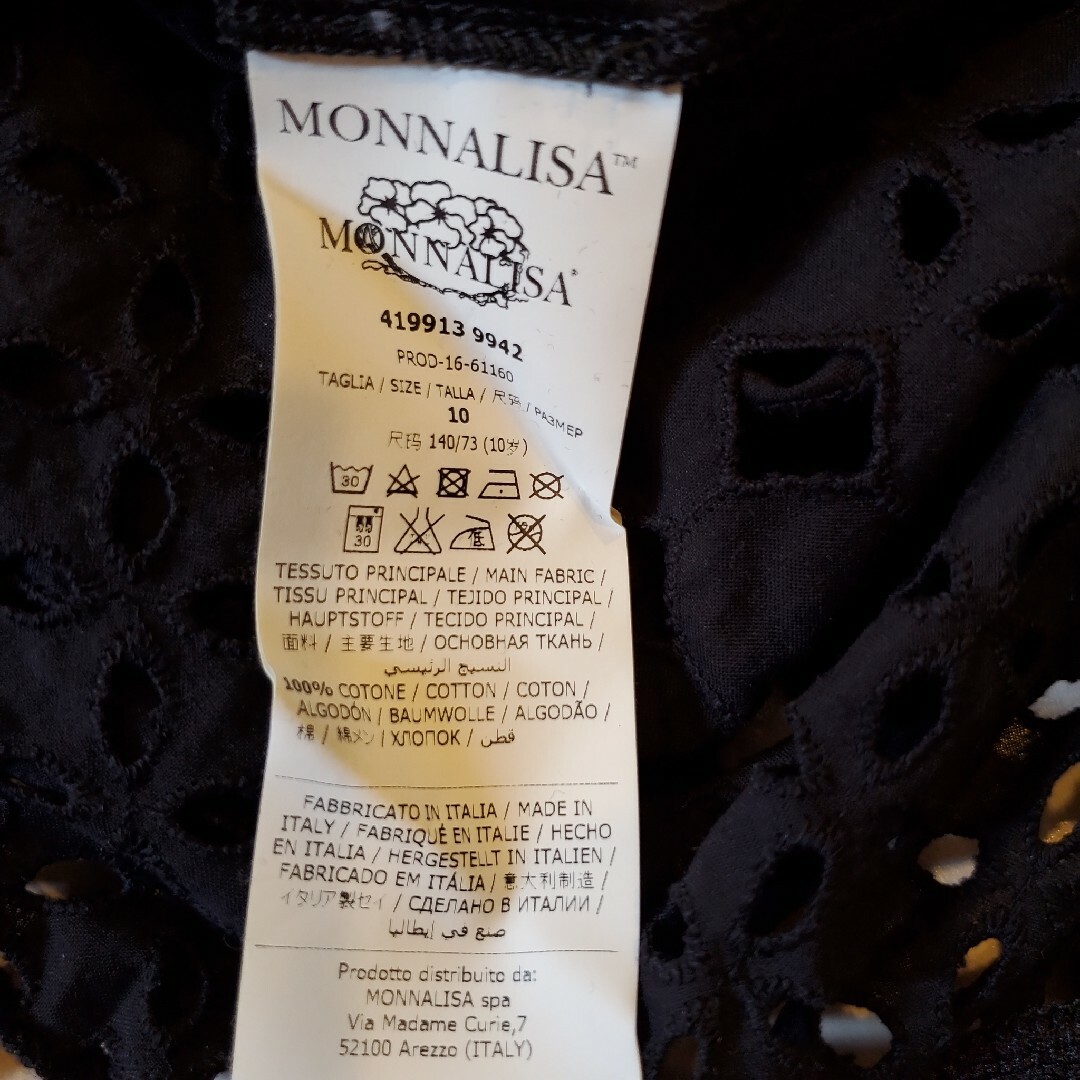 MONNALISA™
MONNALISA®
419913 9942
PROD-16-61160
TAGLIA / SIZE / TALLA / 尺码 / РАЗМЕР
10
尺码 140/73 (10岁)
30
30 低
TESSUTO PRINCIPALE / MAIN FABRIC /
TISSU PRINCIPAL / TEJIDO PRINCIPAL /
HAUPTSTOFF / TECIDO PRINCIPAL /
面料 / 主要生地 / ОСНОВНАЯ ТКАНЬ /
النسيج الرئيسي
100% COTONE / COTTON / COTON /
ALGODÓN / BAUMWOLLE / ALGODÃO /
棉 / 綿メン / ХЛОПОК / قطن
FABBRICATO IN ITALIA / MADE IN
ITALY / FABRIQUÉ EN ITALIE / HECHO
EN ITALIA / HERGESTELLT IN ITALIEN /
FABRICADO EM ITÁLIA / 意大利制造 /
イタリア製セイ / СДЕЛАНО В ИТАЛИИ /
صنع في إيطاليا
Prodotto distribuito da:
MONNALISA spa
Via Madame Curie,7
52100 Arezzo (ITALY)